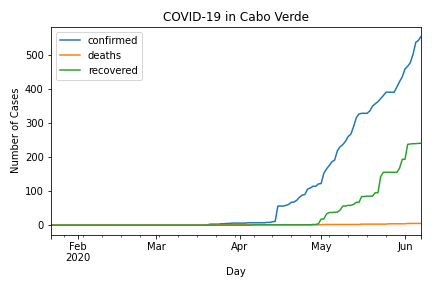 COVID-19 in Cabo Verde
confirmed
deaths
recovered
Number of Cases
500
400
300
200
100
0
Feb
2020
Mar
Apr
May
Jun
Day